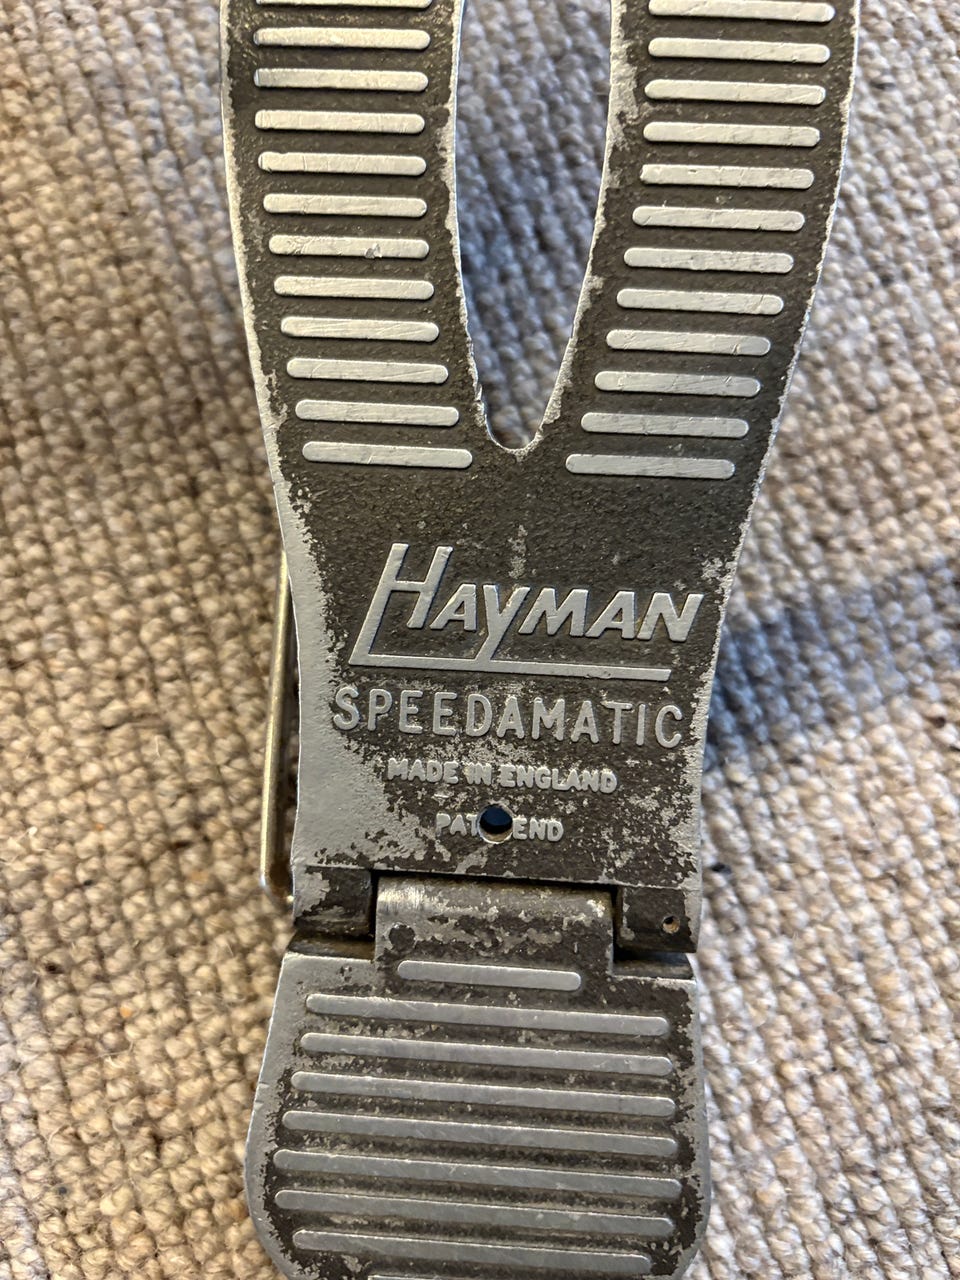 HAYMAN
SPEEDAMATIC
MADE IN ENGLAND
PAT END